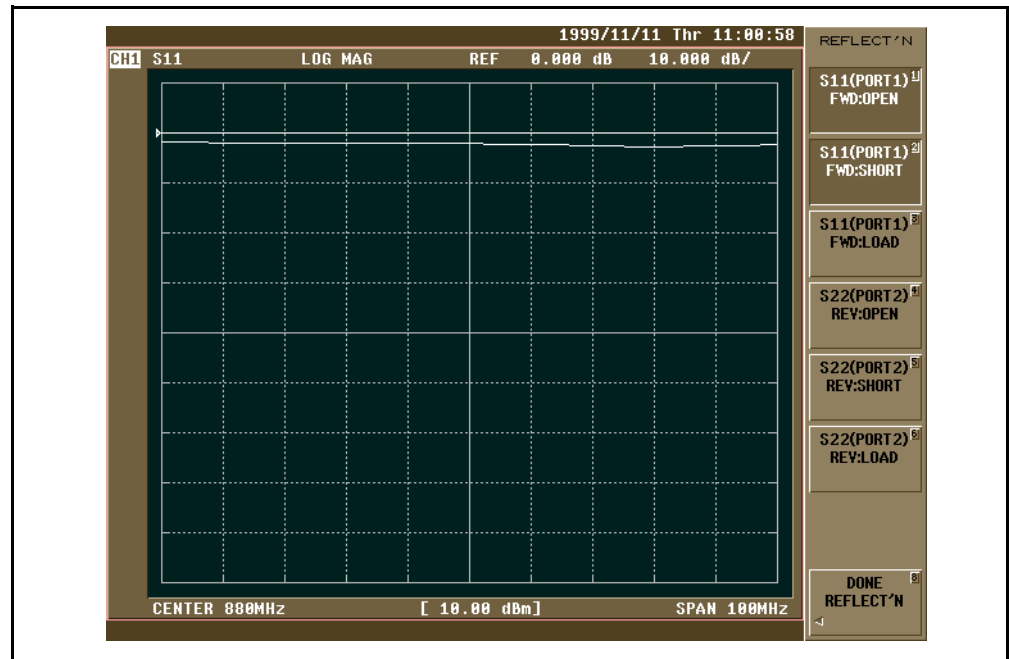 1999/11/11 Thr 11:00:58
CH1 S11 LOG MAG REF 0.000 dB 10.000 dB/
CENTER 880MHz [ 10.00 dBm] SPAN 100MHz
REFLECT'N
S11(PORT1) 1
FWD:OPEN
S11(PORT1) 2
FWD:SHORT
S11(PORT1) 3
FWD:LOAD
S22(PORT2) 4
REV:OPEN
S22(PORT2) 5
REV:SHORT
S22(PORT2) 6
REV:LOAD
DONE 8
REFLECT'N